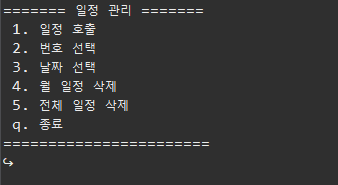 ======= 일정 관리 =======
1. 일정 호출
2. 번호 선택
3. 날짜 선택
4. 월 일정 삭제
5. 전체 일정 삭제
q. 종료
=======================
↪